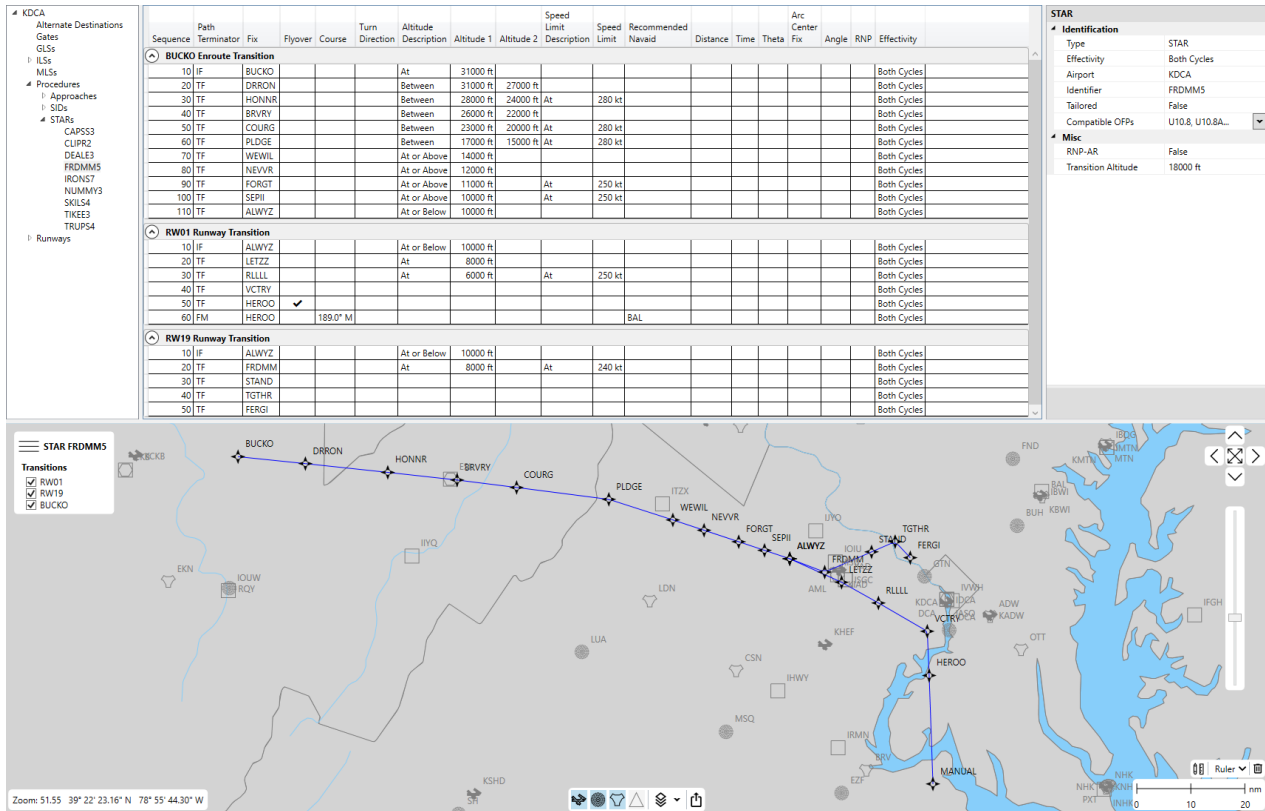 KDCA
Alternate Destinations
Gates
GLSs
ILSs
MLSs
Procedures
Approaches
SIDs
STARs
CAPSS3
CLIPR2
DEALE3
FRDMM5
IRONS7
NUMMY3
SKILS4
TIKEE3
TRUPS4
Runways
Sequence Path Terminator Fix Flyover Course Turn Direction Altitude Description Altitude 1 Altitude 2 Speed Limit Description Speed Limit Recommended Navaid Distance Time Theta Arc Center Fix Angle RNP Effectivity
BUCKO Enroute Transition
10 IF BUCKO At 31000 ft Both Cycles
20 TF DRRON Between 31000 ft 27000 ft Both Cycles
30 TF HONNR Between 28000 ft 24000 ft At 280 kt Both Cycles
40 TF BRVRY Between 26000 ft 22000 ft Both Cycles
50 TF COURG Between 23000 ft 20000 ft At 280 kt Both Cycles
60 TF PLDGE Between 17000 ft 15000 ft At 280 kt Both Cycles
70 TF WEWIL At or Above 14000 ft Both Cycles
80 TF NEVVR At or Above 12000 ft Both Cycles
90 TF FORGT At or Above 11000 ft At 250 kt Both Cycles
100 TF SEPII At or Above 10000 ft At 250 kt Both Cycles
110 TF ALWYZ At or Below 10000 ft Both Cycles
RW01 Runway Transition
10 IF ALWYZ At or Below 10000 ft Both Cycles
20 TF LETZZ At 8000 ft Both Cycles
30 TF RLLLL At 6000 ft At 250 kt Both Cycles
40 TF VCTRY Both Cycles
50 TF HEROO ✔ Both Cycles
60 FM HEROO 189.0° M BAL Both Cycles
RW19 Runway Transition
10 IF ALWYZ At or Below 10000 ft Both Cycles
20 TF FRDMM At 8000 ft At 240 kt Both Cycles
30 TF STAND Both Cycles
40 TF TGTHR Both Cycles
50 TF FERGI Both Cycles
STAR
Identification
Type STAR
Effectivity Both Cycles
Airport KDCA
Identifier FRDMM5
Tailored False
Compatible OFPs U10.8, U10.8A...
Misc
RNP-AR False
Transition Altitude 18000 ft
STAR FRDMM5
Transitions
RW01
RW19
BUCKO
BUCKO
DRRON
HONNR
BRVRY
COURG
PLDGE
ITZX
WEWIL
NEVVR
FORGT
SEPII
ALWYZ
UYO
IOIU
STAND
TGTHR
FERGI
FRDMM
LETZZ
AML
GTN
RLLLL
VCTRY
HEROO
MANUAL
FND
IBQG
KMTN
MTN
BAL
IBWI
BUH
KBWI
IVWH
KDCA
IDCA
DCA
ADW
KADW
OTT
IFGH
IIYQ
EKN
IOUW
RQY
LDN
LUA
KHEF
CSN
IHWY
MSQ
IRMN
BRV
EZF
KSHD
NHK
PXT
INHK
Zoom: 51.55 39° 22' 23.16" N 78° 55' 44.30" W
Ruler
nm
0 10 20